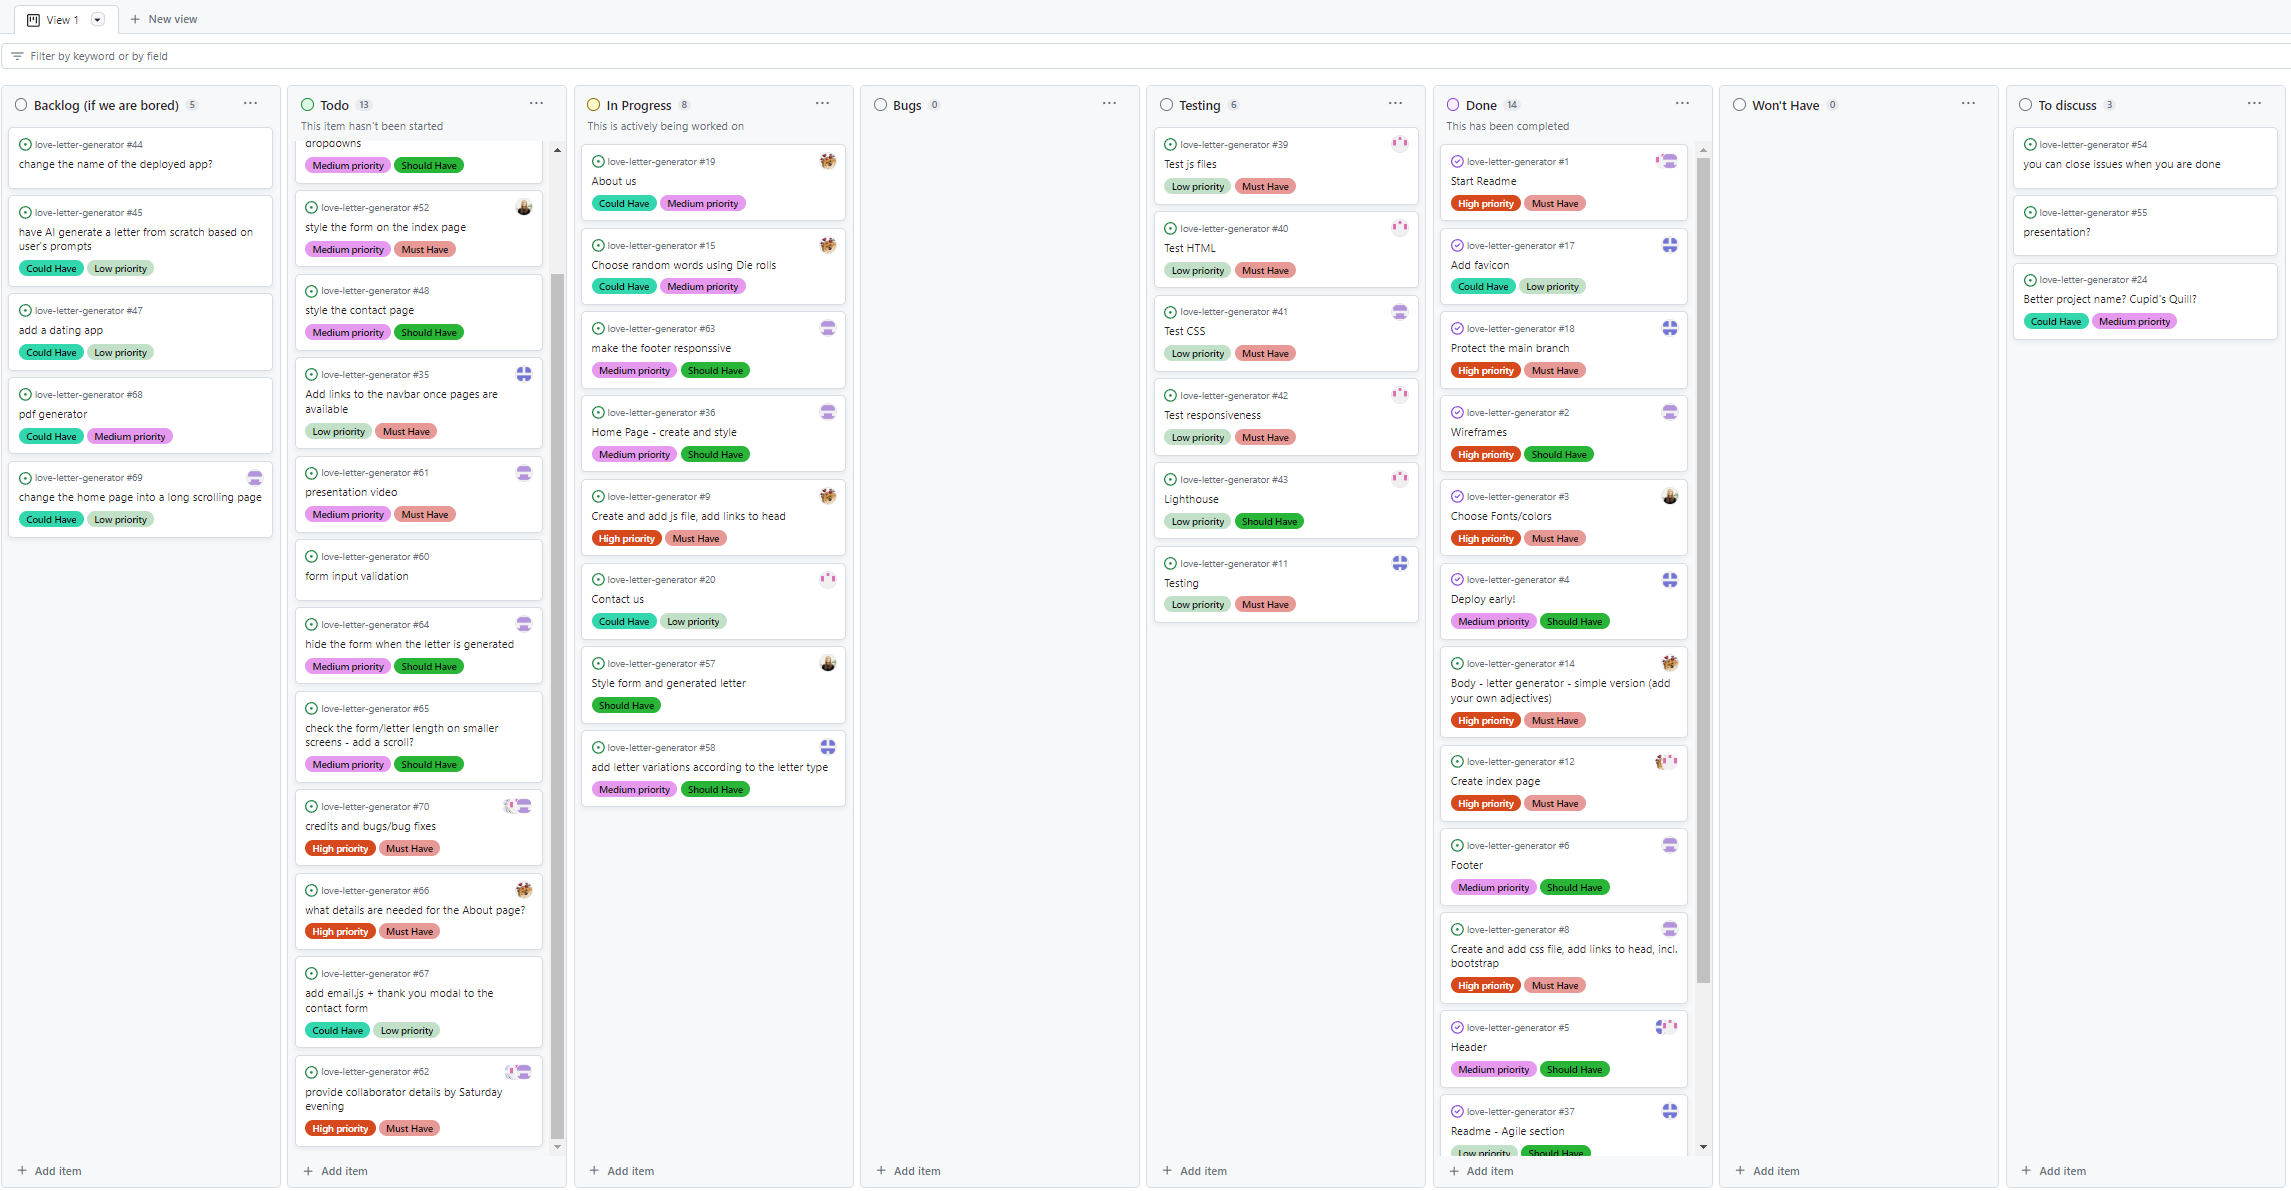 View 1
New view
Filter by keyword or by field
Backlog (if we are bored) 5
love-letter-generator #44
change the name of the deployed app?
love-letter-generator #45
have AI generate a letter from scratch based on
user's prompts
Could Have Low priority
love-letter-generator #47
add a dating app
Could Have Low priority
love-letter-generator #68
pdf generator
Could Have Medium priority
love-letter-generator #69
change the home page into a long scrolling page
Could Have Low priority
+ Add item
Todo 13
This item hasn't been started
dropdowns
Medium priority Should Have
love-letter-generator #52
style the form on the index page
Medium priority Must Have
love-letter-generator #48
style the contact page
Medium priority Should Have
love-letter-generator #35
Add links to the navbar once pages are
available
Low priority Must Have
love-letter-generator #61
presentation video
Medium priority Must Have
love-letter-generator #60
form input validation
love-letter-generator #64
hide the form when the letter is generated
Medium priority Should Have
love-letter-generator #65
check the form/letter length on smaller
screens - add a scroll?
Medium priority Should Have
love-letter-generator #70
credits and bugs/bug fixes
High priority Must Have
love-letter-generator #66
what details are needed for the About page?
High priority Must Have
love-letter-generator #67
add email.js + thank you modal to the
contact form
Could Have Low priority
love-letter-generator #62
provide collaborator details by Saturday
evening
High priority Must Have
+ Add item
In Progress 8
This is actively being worked on
love-letter-generator #19
About us
Could Have Medium priority
love-letter-generator #15
Choose random words using Die rolls
Could Have Medium priority
love-letter-generator #63
make the footer responssive
Medium priority Should Have
love-letter-generator #36
Home Page - create and style
Medium priority Should Have
love-letter-generator #9
Create and add js file, add links to head
High priority Must Have
love-letter-generator #20
Contact us
Could Have Low priority
love-letter-generator #57
Style form and generated letter
Should Have
love-letter-generator #58
add letter variations according to the letter type
Medium priority Should Have
+ Add item
Bugs 0
+ Add item
Testing 6
love-letter-generator #39
Test js files
Low priority Must Have
love-letter-generator #40
Test HTML
Low priority Must Have
love-letter-generator #41
Test CSS
Low priority Must Have
love-letter-generator #42
Test responsiveness
Low priority Must Have
love-letter-generator #43
Lighthouse
Low priority Should Have
love-letter-generator #11
Testing
Low priority Must Have
+ Add item
Done 14
This has been completed
love-letter-generator #1
Start Readme
High priority Must Have
love-letter-generator #17
Add favicon
Could Have Low priority
love-letter-generator #18
Protect the main branch
High priority Must Have
love-letter-generator #2
Wireframes
High priority Should Have
love-letter-generator #3
Choose Fonts/colors
High priority Must Have
love-letter-generator #4
Deploy early!
Medium priority Should Have
love-letter-generator #14
Body - letter generator - simple version (add
your own adjectives)
High priority Must Have
love-letter-generator #12
Create index page
High priority Must Have
love-letter-generator #6
Footer
Medium priority Should Have
love-letter-generator #8
Create and add css file, add links to head, incl.
bootstrap
High priority Must Have
love-letter-generator #5
Header
Medium priority Should Have
love-letter-generator #37
Readme - Agile section
Low priority Should Have
+ Add item
Won't Have 0
+ Add item
To discuss 3
love-letter-generator #54
you can close issues when you are done
love-letter-generator #55
presentation?
love-letter-generator #24
Better project name? Cupid's Quill?
Could Have Medium priority
+ Add item